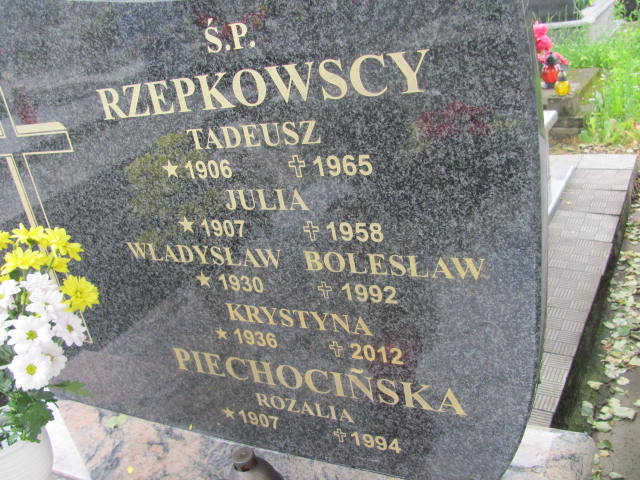 Ś.P.
RZEPKOWSCY
TADEUSZ
★1906 ✝1965
JULIA
★1907 ✝1958
WŁADYSŁAW BOLESŁAW
★1930 ✝1992
KRYSTYNA
★1936 ✝2012
PIECHOCIŃSKA
ROZALIA
★1907 ✝1994